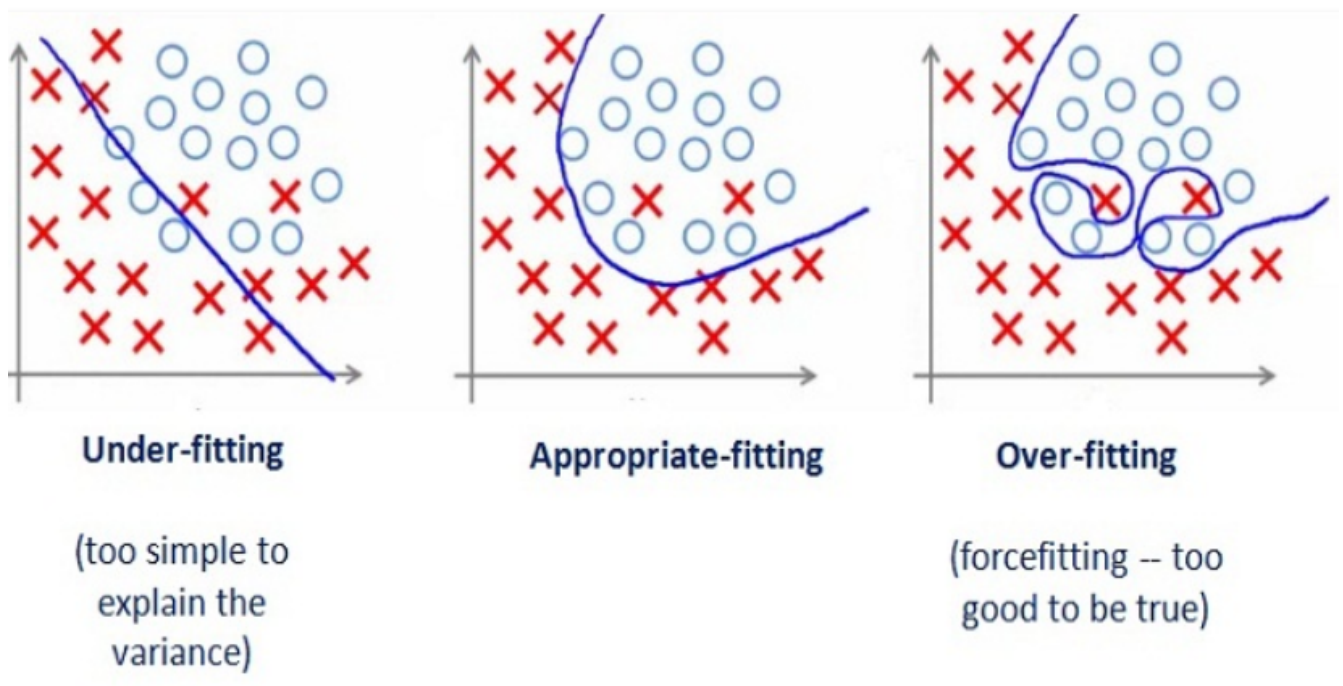 Under-fitting
Appropriate-fitting
Over-fitting
(too simple to
explain the
variance)
(forcefitting -- too
good to be true)